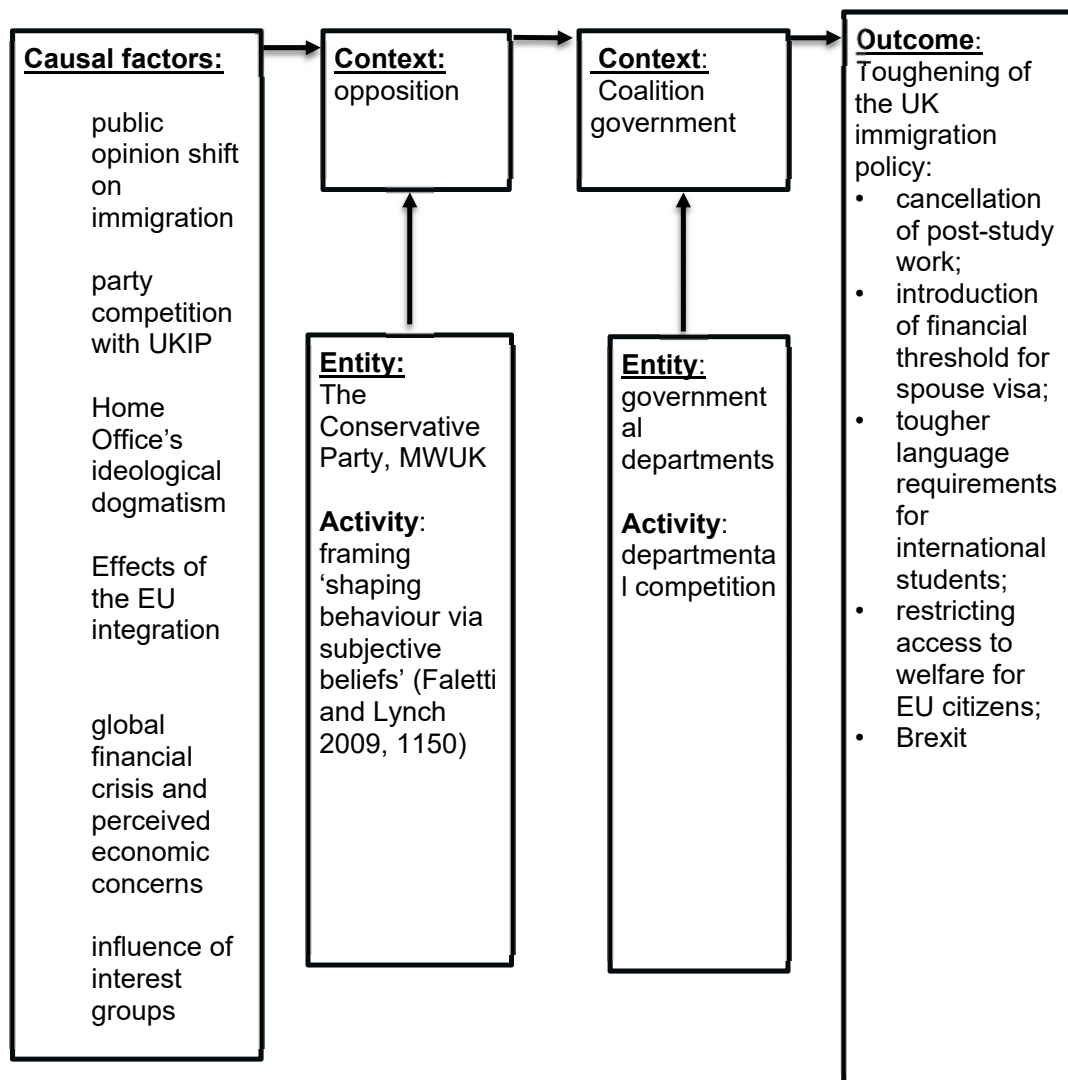 Causal factors:
public
opinion shift
on
immigration
party
competition
with UKIP
Home
Office’s
ideological
dogmatism
Effects of
the EU
integration
global
financial
crisis and
perceived
economic
concerns
influence of
interest
groups
Context:
opposition
Entity:
The
Conservative
Party, MWUK
Activity:
framing
‘shaping
behaviour via
subjective
beliefs’ (Faletti
and Lynch
2009, 1150)
Context:
Coalition
government
Entity:
government
al
departments
Activity:
departmenta
l competition
Outcome:
Toughening of
the UK
immigration
policy:
• cancellation
of post-study
work;
• introduction
of financial
threshold for
spouse visa;
• tougher
language
requirements
for
international
students;
• restricting
access to
welfare for
EU citizens;
• Brexit